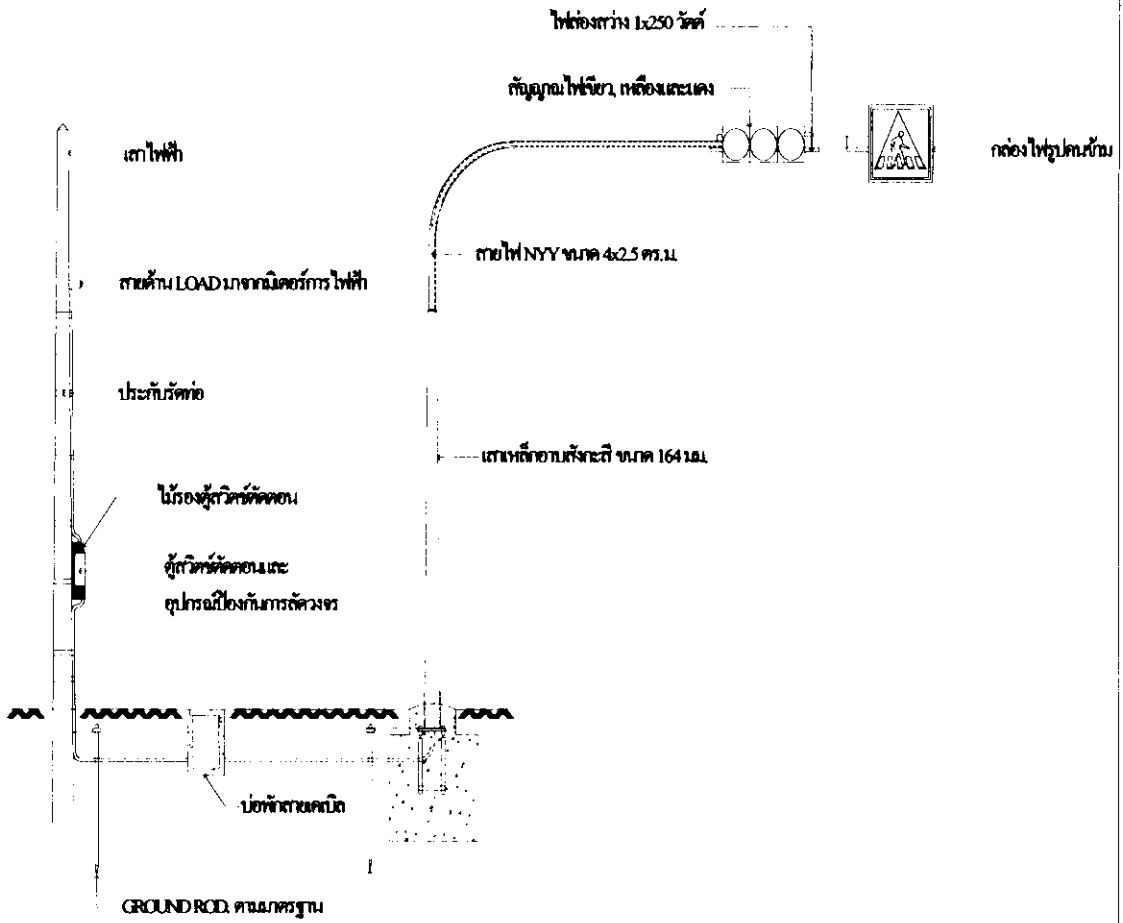 ไฟส่องสว่าง 1x250 วัตต์
สัญญาณไฟเขียว, เหลืองและแดง
เสาไฟฟ้า
กล่องไฟรูปคนข้าม
สายไฟ NYY ขนาด 4x2.5 ตร.ม.
สายด้าน LOAD มาจากมิเตอร์การไฟฟ้า
ประกับรัดท่อ
เสาเหล็กอาบสังกะสี ขนาด 164 มม.
ไม้รองตู้สวิตช์ตัดตอน
ตู้สวิตช์ตัดตอนและ
อุปกรณ์ป้องกันการลัดวงจร
บ่อพักสายเคเบิล
GROUND ROD. ตามมาตรฐาน